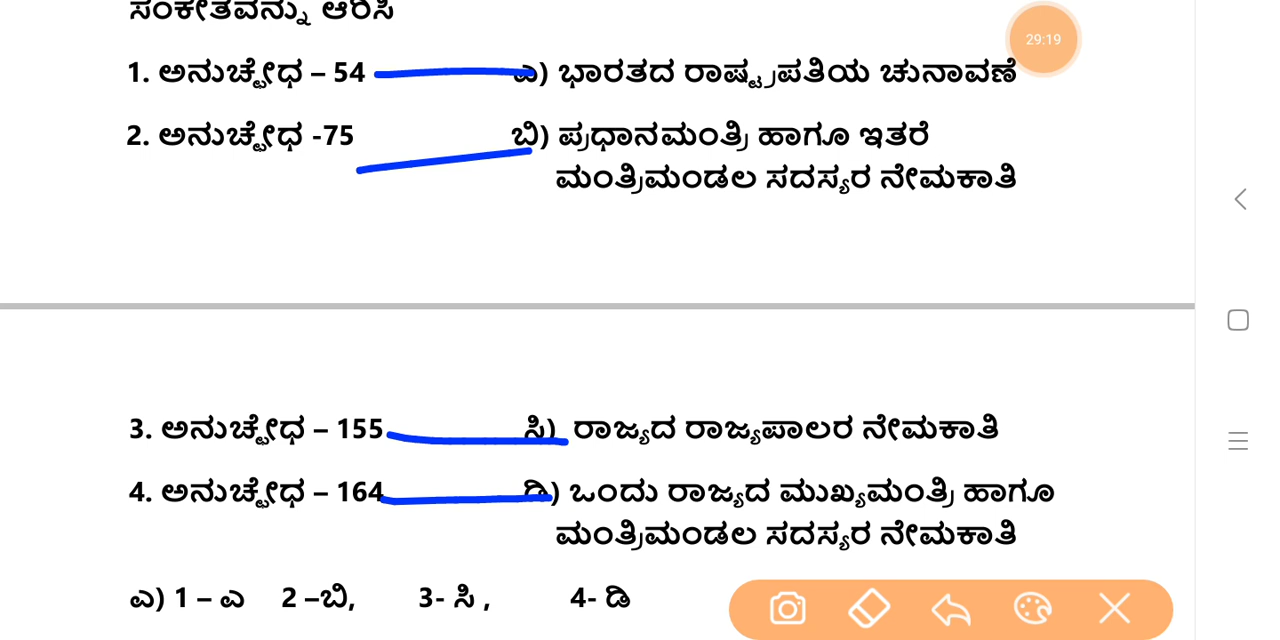 ಸಂಕೇತವನ್ನು ಆರಿಸಿ
29:19
1. ಅನುಚ್ಛೇಧ – 54 ಎ) ಭಾರತದ ರಾಷ್ಟ್ರಪತಿಯ ಚುನಾವಣೆ
2. ಅನುಚ್ಛೇಧ -75 ಬಿ) ಪ್ರಧಾನಮಂತ್ರಿ ಹಾಗೂ ಇತರೆ
ಮಂತ್ರಿಮಂಡಲ ಸದಸ್ಯರ ನೇಮಕಾತಿ
3. ಅನುಚ್ಛೇಧ – 155 ಸಿ) ರಾಜ್ಯದ ರಾಜ್ಯಪಾಲರ ನೇಮಕಾತಿ
4. ಅನುಚ್ಛೇಧ – 164 ಡಿ) ಒಂದು ರಾಜ್ಯದ ಮುಖ್ಯಮಂತ್ರಿ ಹಾಗೂ
ಮಂತ್ರಿಮಂಡಲ ಸದಸ್ಯರ ನೇಮಕಾತಿ
ಎ) 1 – ಎ 2 –ಬಿ, 3- ಸಿ , 4- ಡಿ